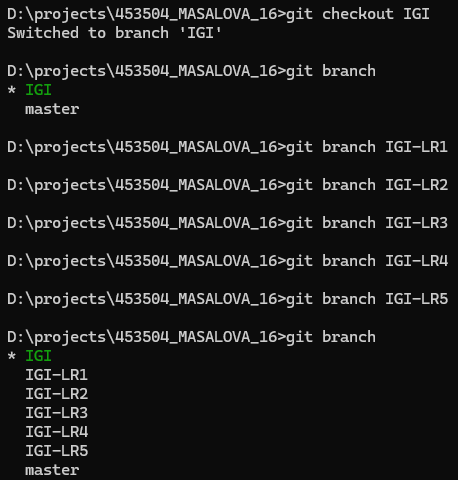 D:\projects\453504_MASALOVA_16>git checkout IGI
Switched to branch 'IGI'
D:\projects\453504_MASALOVA_16>git branch
* IGI
master
D:\projects\453504_MASALOVA_16>git branch IGI-LR1
D:\projects\453504_MASALOVA_16>git branch IGI-LR2
D:\projects\453504_MASALOVA_16>git branch IGI-LR3
D:\projects\453504_MASALOVA_16>git branch IGI-LR4
D:\projects\453504_MASALOVA_16>git branch IGI-LR5
D:\projects\453504_MASALOVA_16>git branch
* IGI
IGI-LR1
IGI-LR2
IGI-LR3
IGI-LR4
IGI-LR5
master